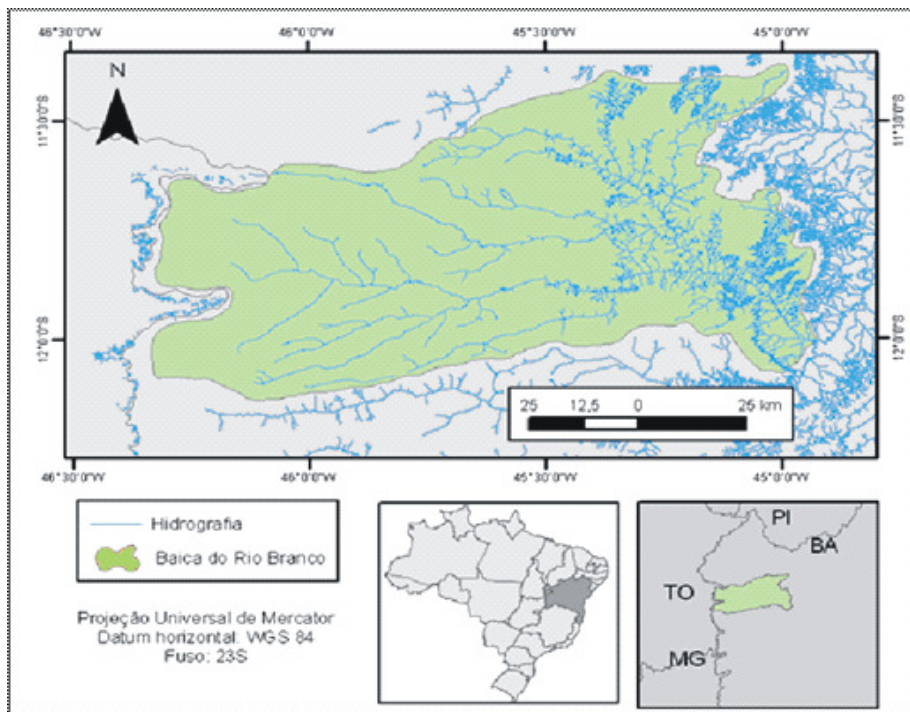 46°30'0"W 46°0'0"W 45°30'0"W 45°0'0"W
N
11°30'0"S 11°30'0"S
12°0'0"S 12°0'0"S
25 12,5 0 25 km
46°30'0"W 46°0'0"W 45°30'0"W 45°0'0"W
Hidrografia
Baica do Rio Branco
Projeção Universal de Mercator
Datum horizontal: WGS 84
Fuso: 23S
PI
BA
TO
MG